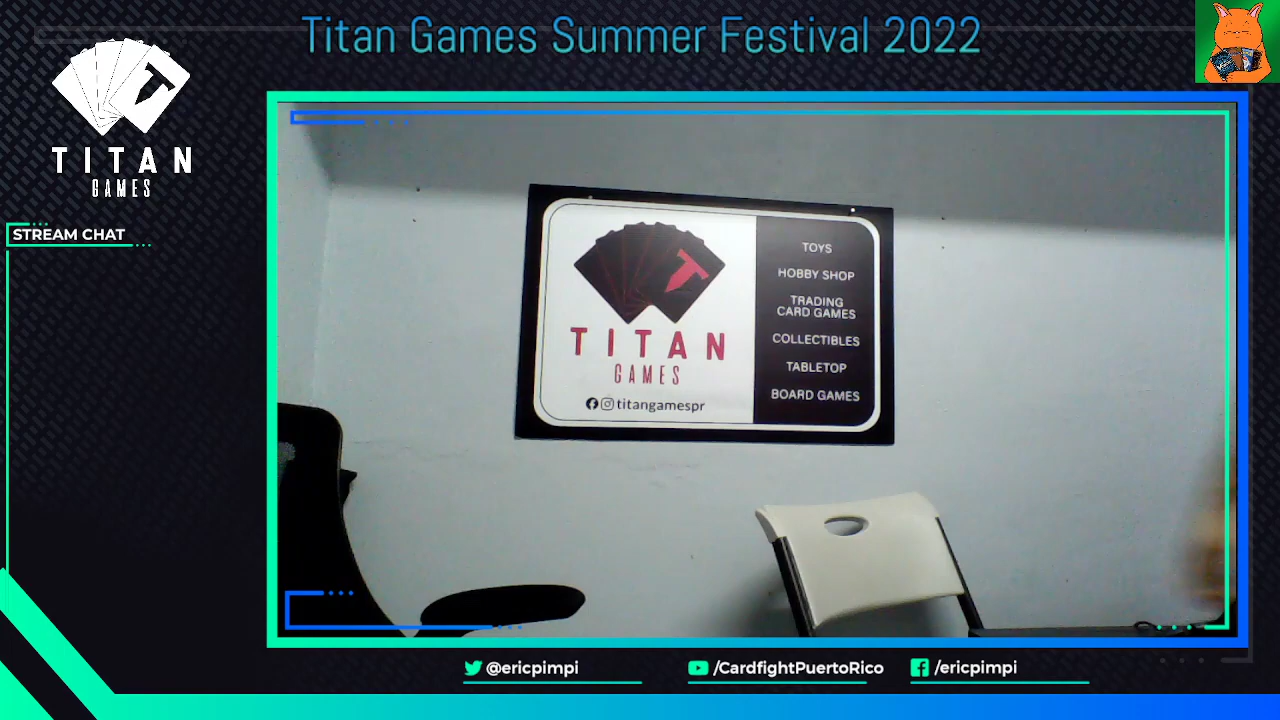 Titan Games Summer Festival 2022
TITAN
GAMES
STREAM CHAT
TITAN
GAMES
titangamespr
TOYS
HOBBY SHOP
TRADING
CARD GAMES
COLLECTIBLES
TABLETOP
BOARD GAMES
@ericpimpi
/CardfightPuertoRico
/ericpimpi